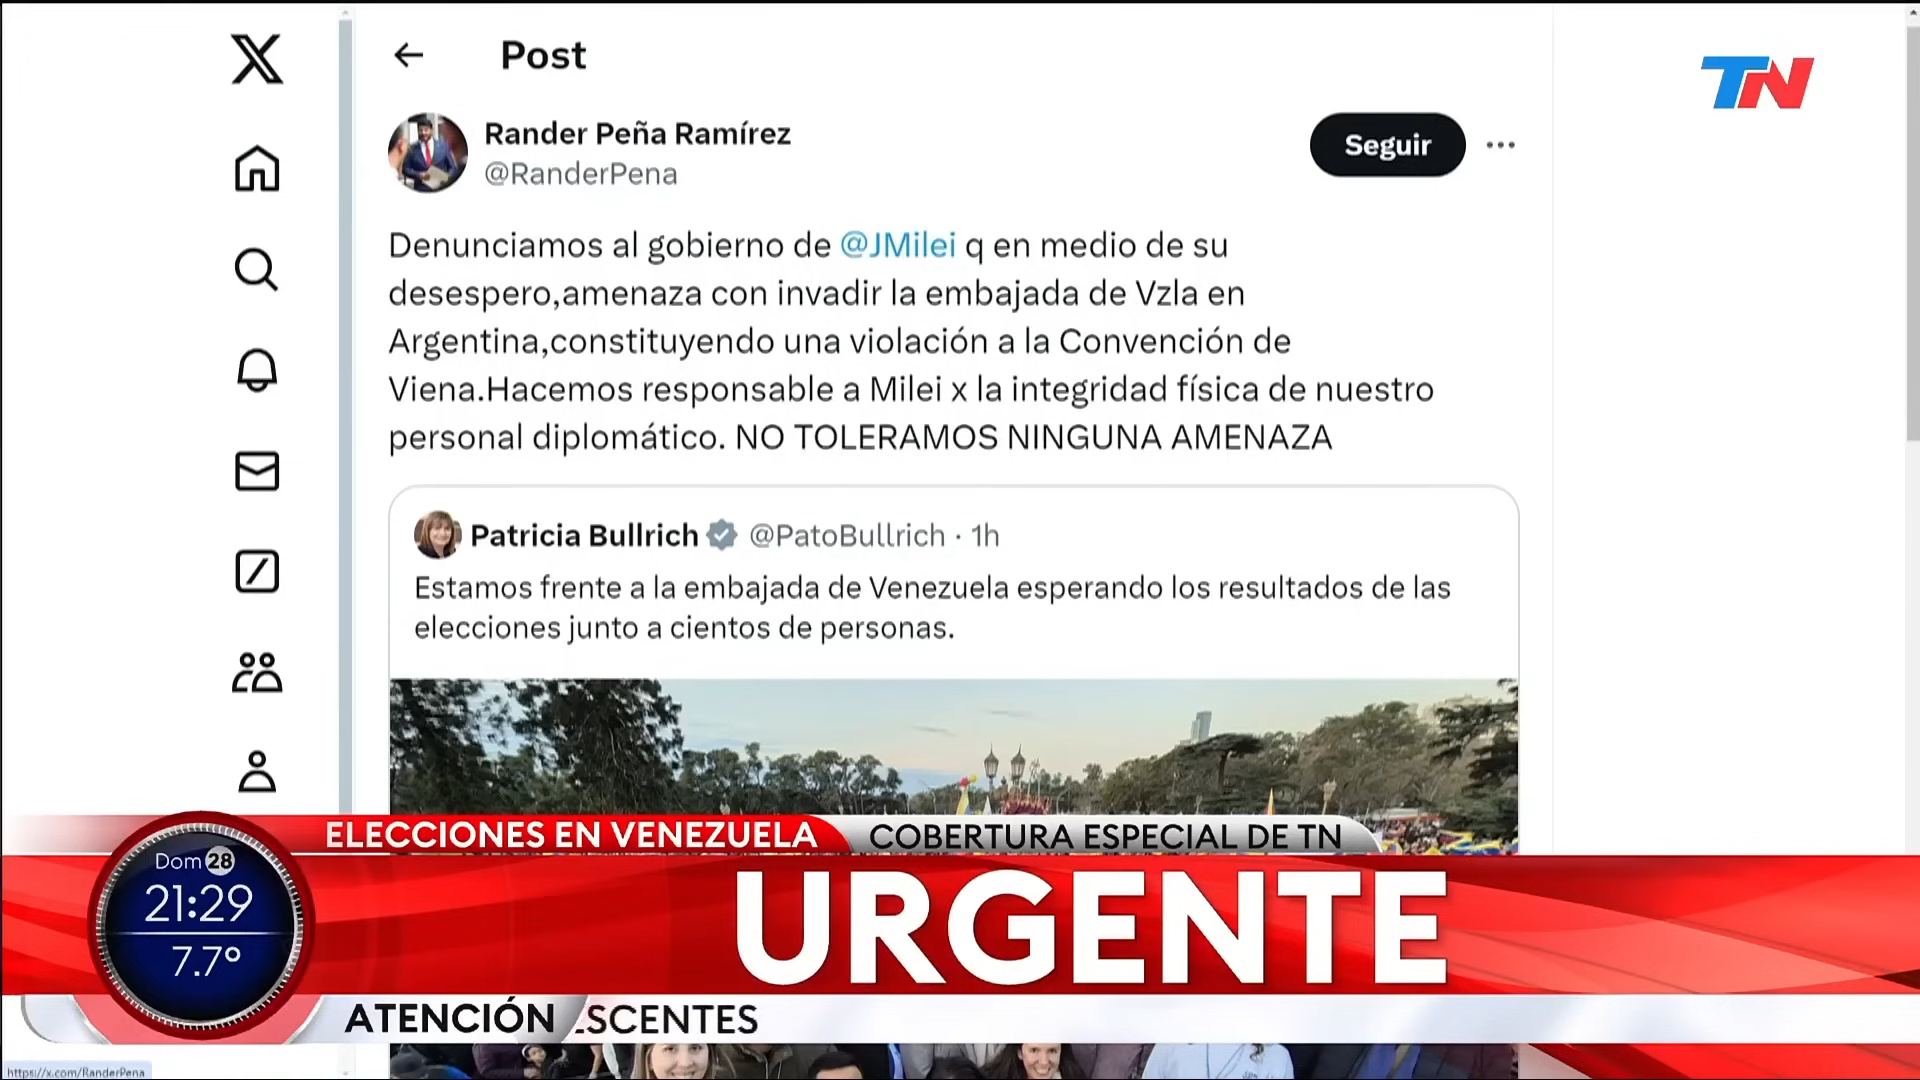 Post
TN
Rander Peña Ramírez
@RanderPena
Seguir
Denunciamos al gobierno de @JMilei q en medio de su
desespero,amenaza con invadir la embajada de Vzla en
Argentina,constituyendo una violación a la Convención de
Viena.Hacemos responsable a Milei x la integridad física de nuestro
personal diplomático. NO TOLERAMOS NINGUNA AMENAZA
Patricia Bullrich @PatoBullrich · 1h
Estamos frente a la embajada de Venezuela esperando los resultados de las
elecciones junto a cientos de personas.
ELECCIONES EN VENEZUELA
COBERTURA ESPECIAL DE TN
Dom 28
21:29
7.7°
URGENTE
ATENCIÓN
SCENTES
https://x.com/RanderPena